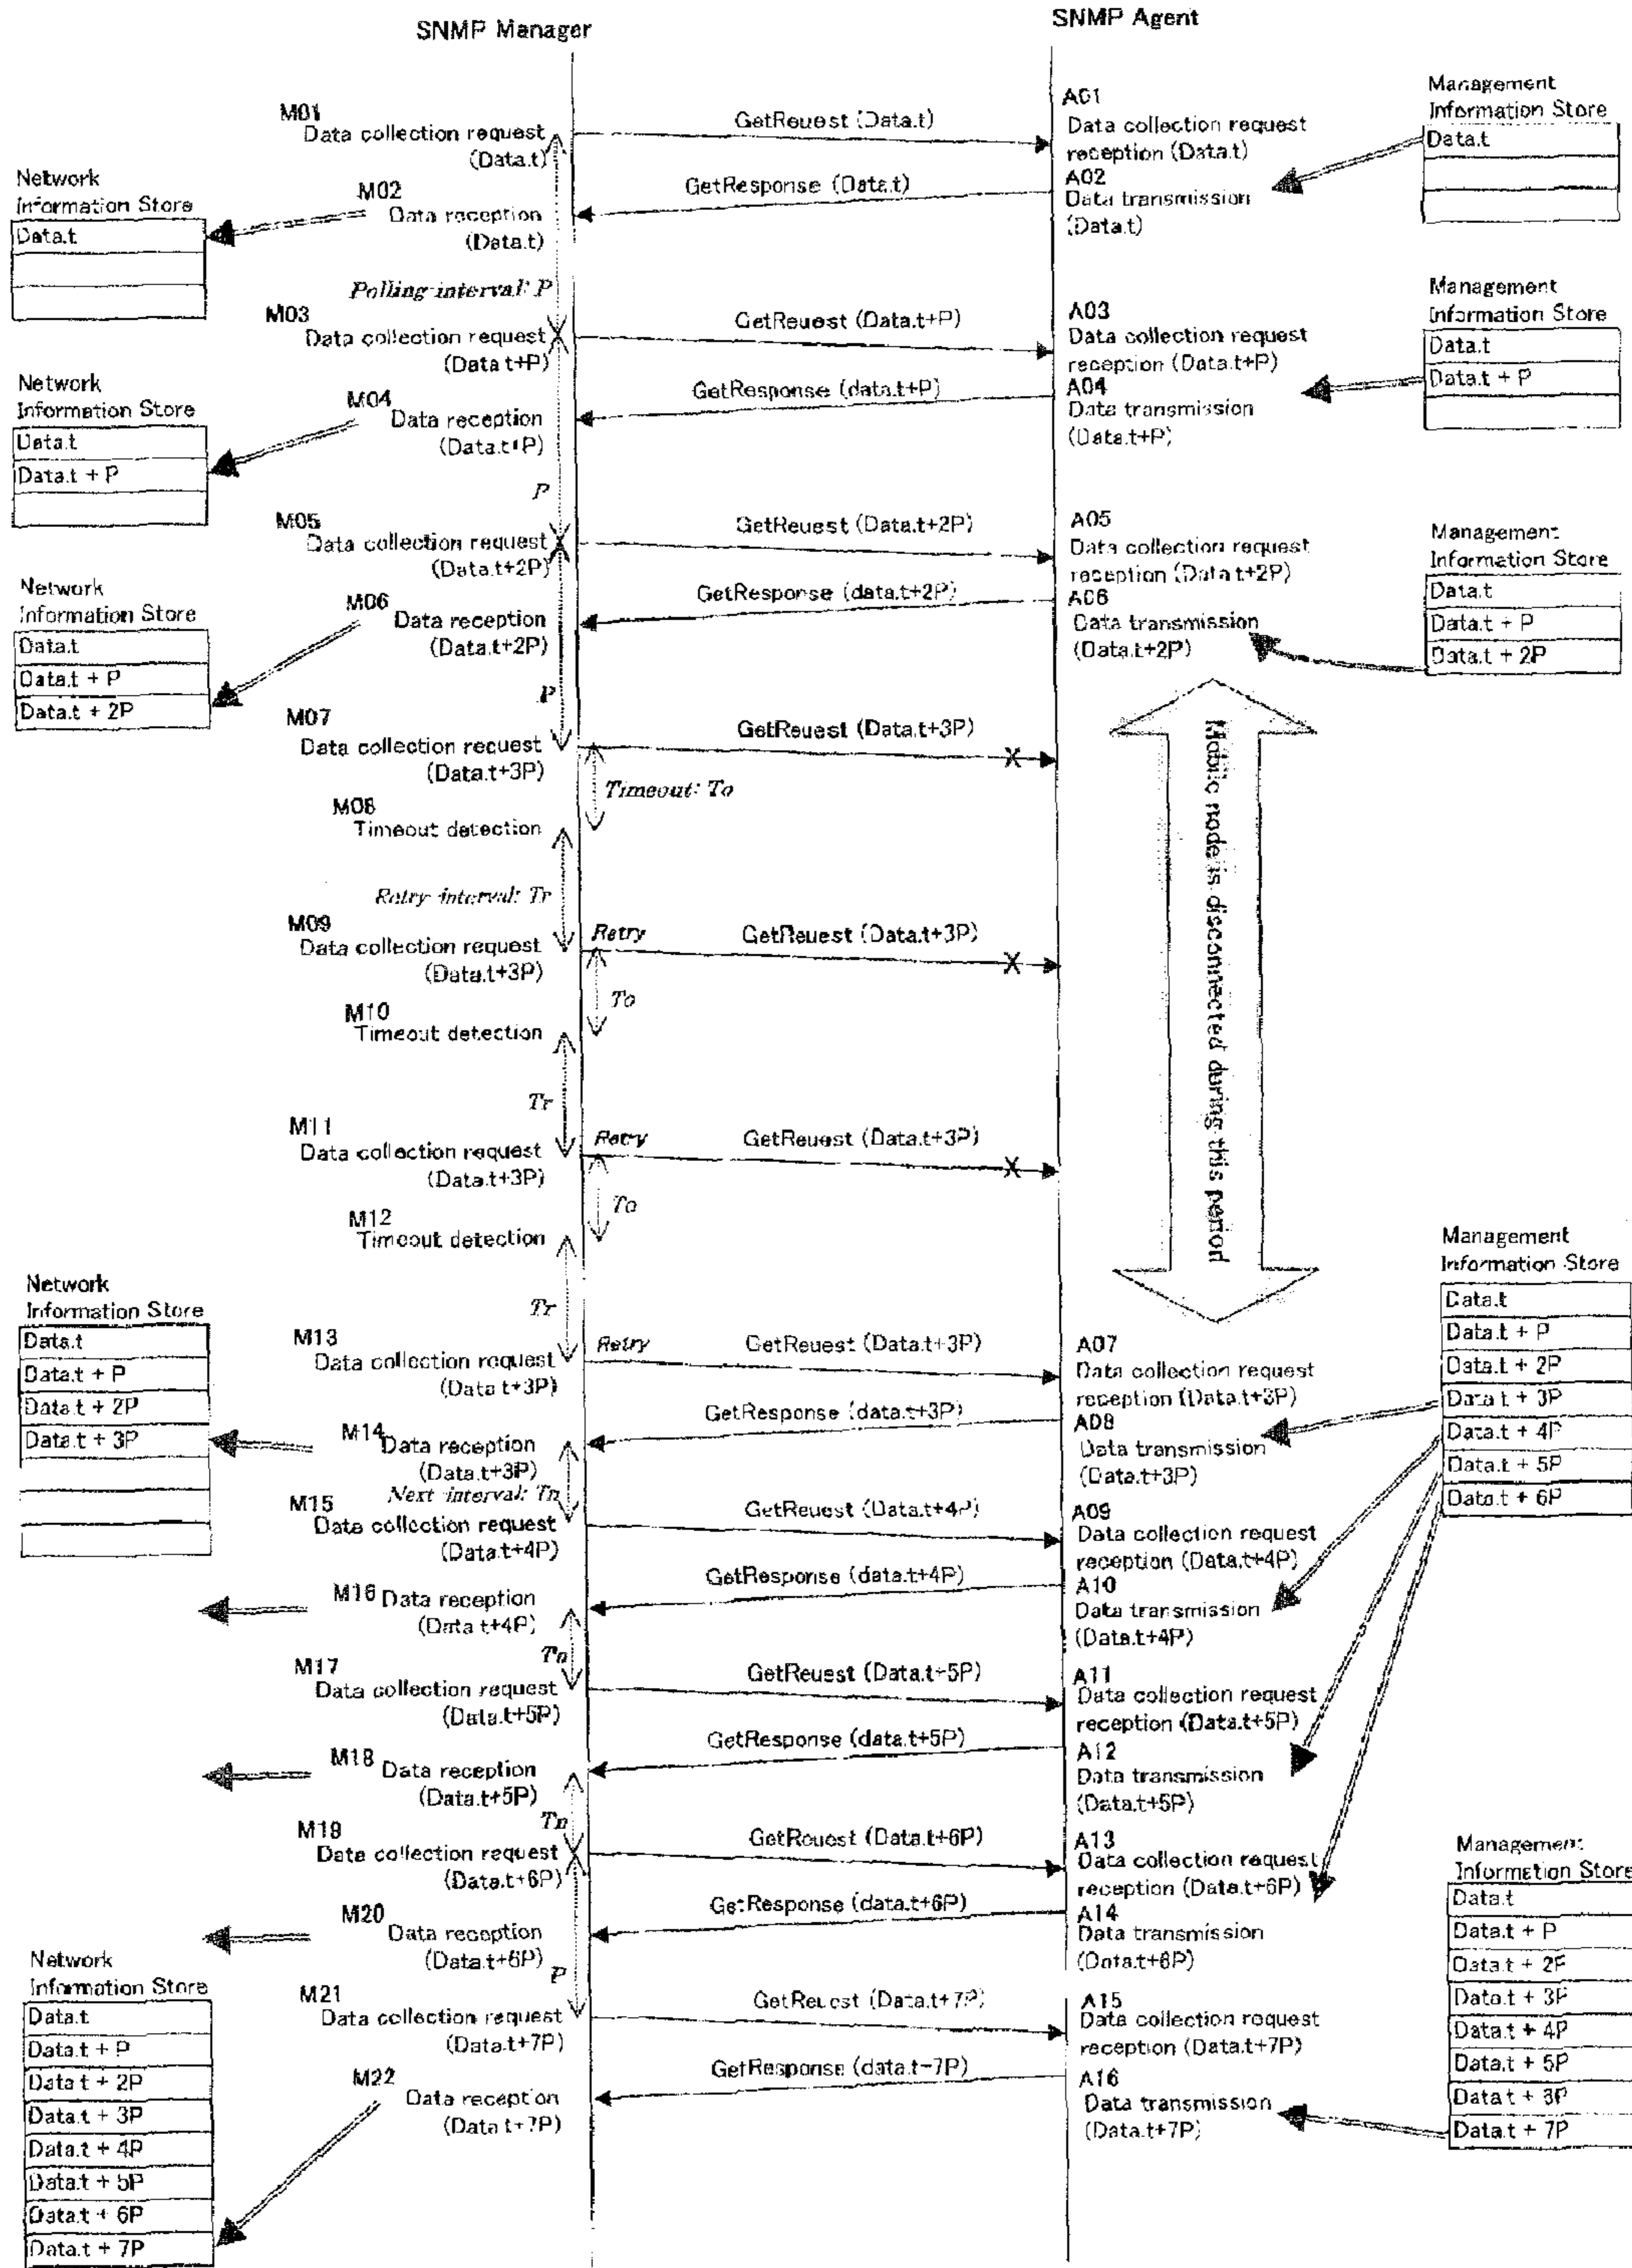 SNMP Manager
SNMP Agent
M01
Data collection request
(Data.t)
GetReuest (Data.t)
A01
Data collection request
reception (Data.t)
Management
Information Store
Data.t
Network
Information Store
Data.t
M02
Data reception
(Data.t)
GetResponse (Data.t)
A02
Data transmission
(Data.t)
Polling interval: P
M03
Data collection request
(Data.t+P)
GetReuest (Data.t+P)
A03
Data collection request
reception (Data.t+P)
Management
Information Store
Data.t
Data.t + P
Network
Information Store
Data.t
Data.t + P
M04
Data reception
(Data.t+P)
GetResponse (data.t+P)
A04
Data transmission
(Data.t+P)
P
M05
Data collection request
(Data.t+2P)
GetReuest (Data.t+2P)
A05
Data collection request
reception (Data.t+2P)
Management
Information Store
Data.t
Data.t + P
Data.t + 2P
Network
Information Store
Data.t
Data.t + P
Data.t + 2P
M06
Data reception
(Data.t+2P)
GetResponse (data.t+2P)
A06
Data transmission
(Data.t+2P)
P
M07
Data collection request
(Data.t+3P)
GetReuest (Data.t+3P)
X
Timeout: To
M08
Timeout detection
Retry interval: Tr
M09
Data collection request
(Data.t+3P)
Retry
GetReuest (Data.t+3P)
X
To
M10
Timeout detection
Tr
M11
Data collection request
(Data.t+3P)
Retry
GetReuest (Data.t+3P)
X
To
M12
Timeout detection
Tr
Mobile node is disconnected during this period
Network
Information Store
Data.t
Data.t + P
Data.t + 2P
Data.t + 3P
M13
Data collection request
(Data.t+3P)
Retry
GetReuest (Data.t+3P)
A07
Data collection request
reception (Data.t+3P)
Management
Information Store
Data.t
Data.t + P
Data.t + 2P
Data.t + 3P
Data.t + 4P
Data.t + 5P
Data.t + 6P
M14
Data reception
(Data.t+3P)
GetResponse (data.t+3P)
A08
Data transmission
(Data.t+3P)
Next interval: Tn
M15
Data collection request
(Data.t+4P)
GetReuest (Data.t+4P)
A09
Data collection request
reception (Data.t+4P)
M16
Data reception
(Data.t+4P)
GetResponse (data.t+4P)
A10
Data transmission
(Data.t+4P)
Tn
M17
Data collection request
(Data.t+5P)
GetReuest (Data.t+5P)
A11
Data collection request
reception (Data.t+5P)
M18
Data reception
(Data.t+5P)
GetResponse (data.t+5P)
A12
Data transmission
(Data.t+5P)
Tn
M19
Data collection request
(Data.t+6P)
GetReuest (Data.t+6P)
A13
Data collection request
reception (Data.t+6P)
M20
Data reception
(Data.t+6P)
GetResponse (data.t+6P)
A14
Data transmission
(Data.t+6P)
P
M21
Data collection request
(Data.t+7P)
GetReuest (Data.t+7P)
A15
Data collection request
reception (Data.t+7P)
Management
Information Store
Data.t
Data.t + P
Data.t + 2P
Data.t + 3P
Data.t + 4P
Data.t + 5P
Data.t + 3P
Data.t + 7P
Network
Information Store
Data.t
Data.t + P
Data.t + 2P
Data.t + 3P
Data.t + 4P
Data.t + 5P
Data.t + 6P
Data.t + 7P
M22
Data reception
(Data.t+7P)
GetResponse (data.t+7P)
A16
Data transmission
(Data.t+7P)